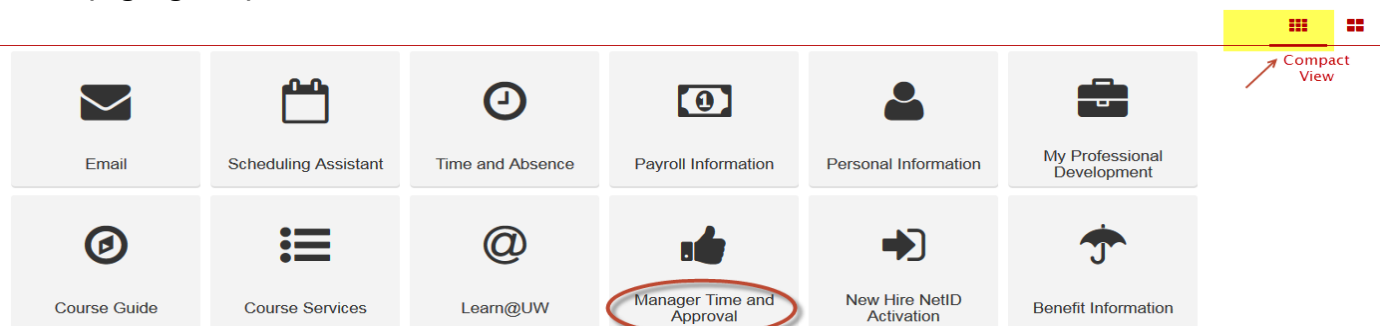 Compact
View
Email
Scheduling Assistant
Time and Absence
1
Payroll Information
Personal Information
My Professional
Development
Course Guide
Course Services
@
Learn@UW
Manager Time and
Approval
New Hire NetID
Activation
Benefit Information